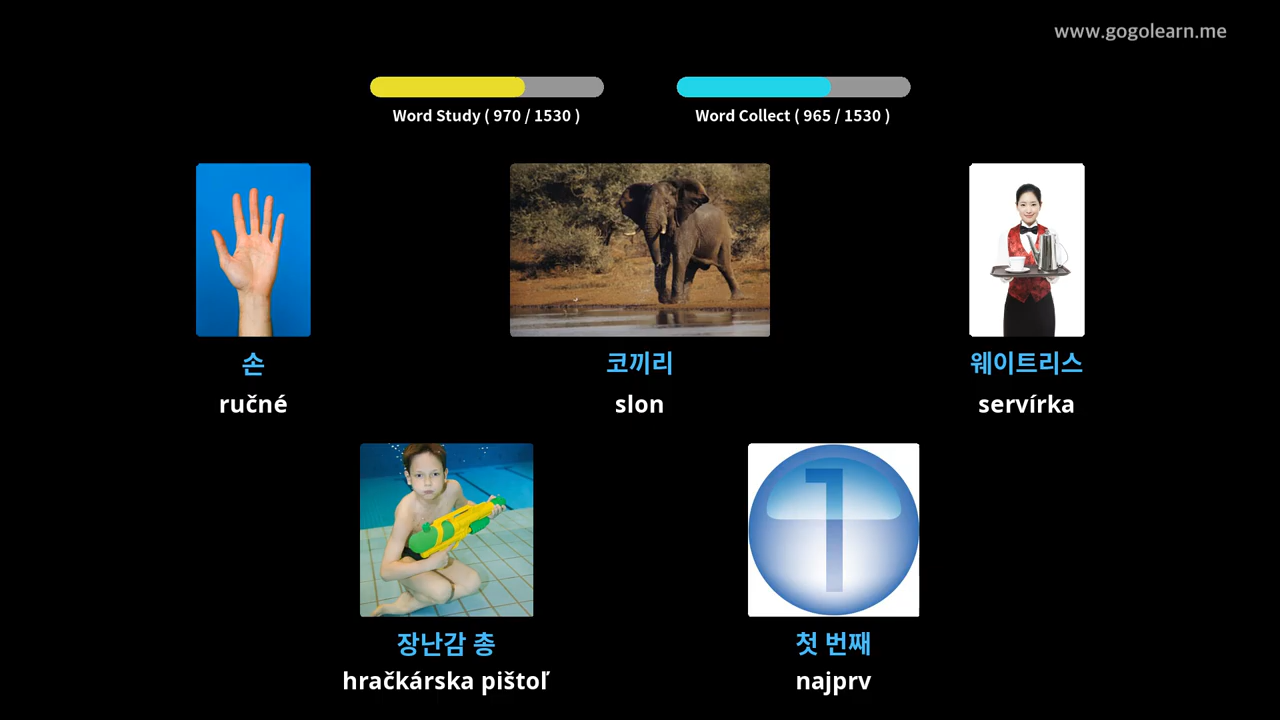 www.gogolearn.me
Word Study ( 970 / 1530 )
Word Collect ( 965 / 1530 )
손
코끼리
웨이트리스
ručné
slon
servírka
1
장난감 총
첫 번째
hračkárska pištoľ
najprv